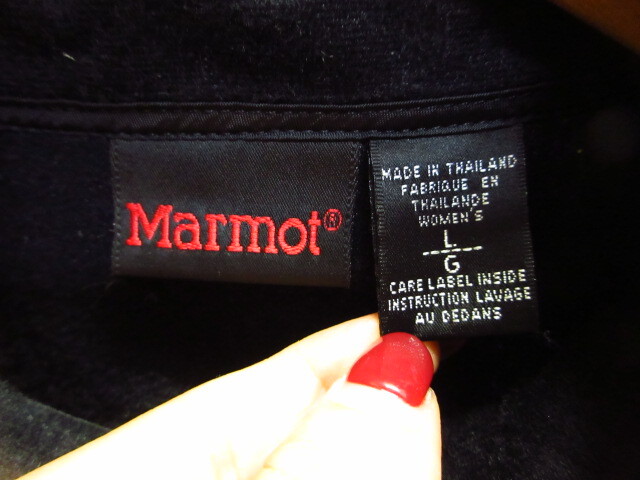 Marmot®
MADE IN THAILAND
FABRIQUE EN
THAILANDE
WOMEN'S
L
G
CARE LABEL INSIDE
INSTRUCTION LAVAGE
AU DEDANS